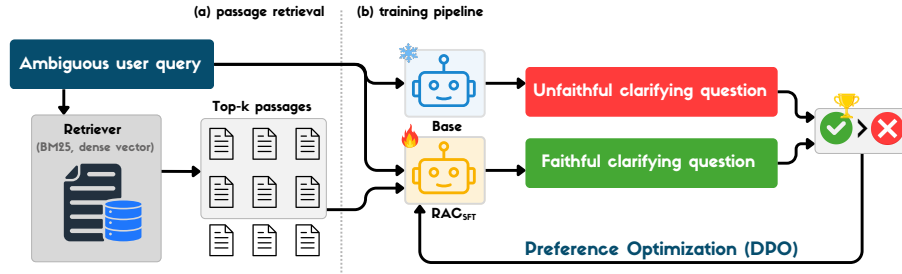 (a) passage retrieval
(b) training pipeline
Ambiguous user query
Retriever
(BM25, dense vector)
Top-k passages
Base
RAC_SFT
Unfaithful clarifying question
Faithful clarifying question
>
Preference Optimization (DPO)